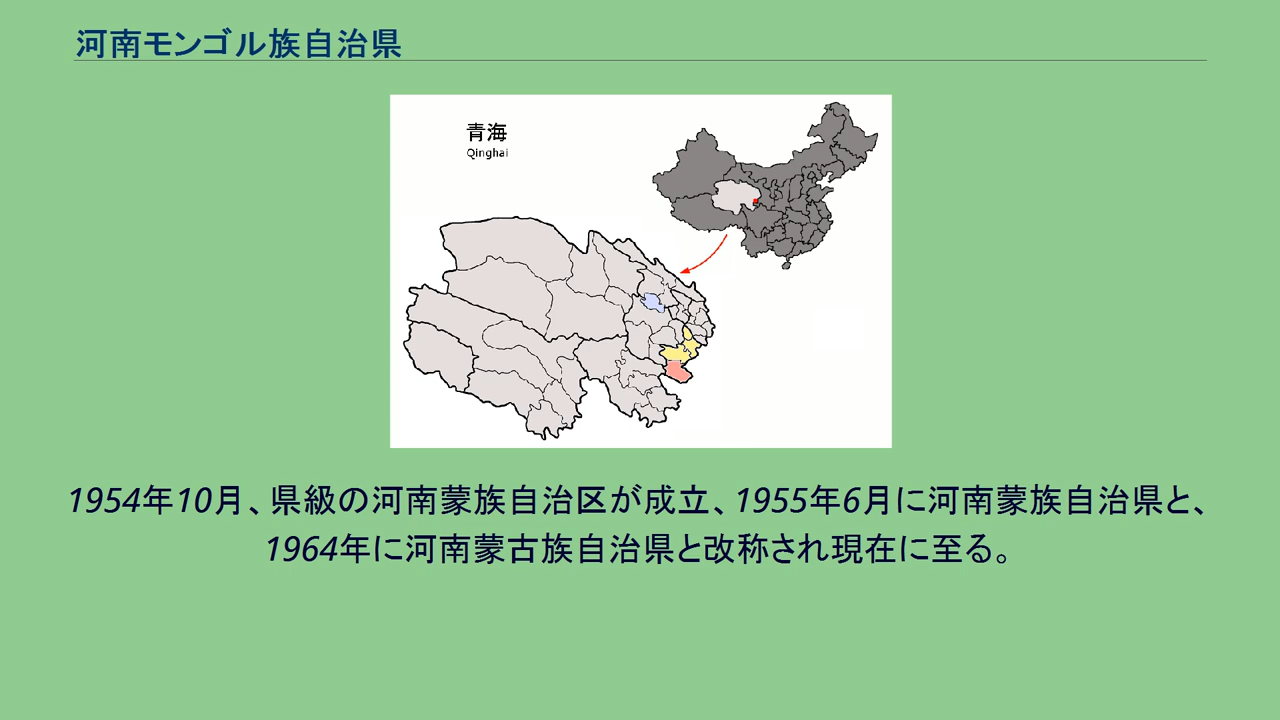 河南モンゴル族自治県
青海
Qinghai
1954年10月、県級の河南蒙族自治区が成立、1955年6月に河南蒙族自治県と、
1964年に河南蒙古族自治県と改称され現在に至る。